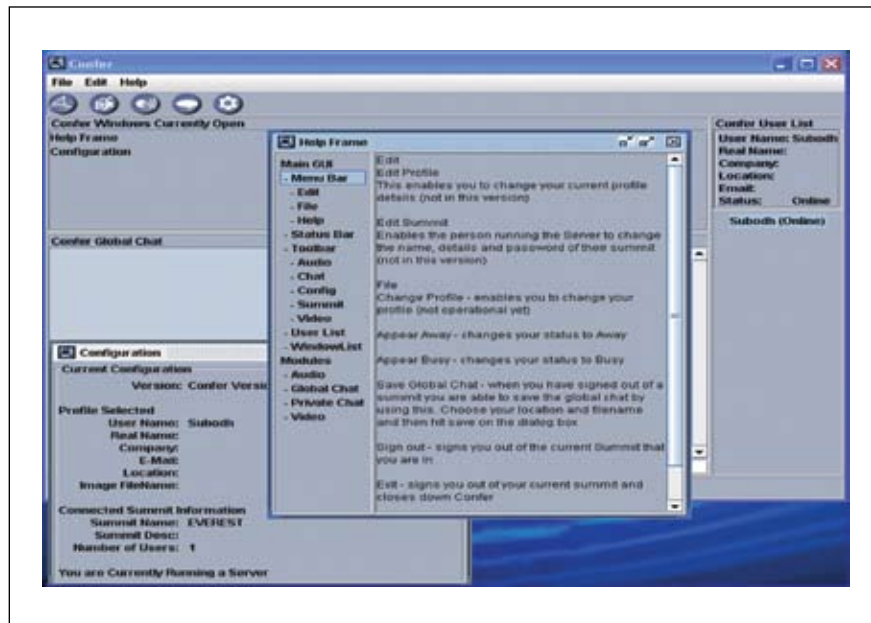 Confer
File Edit Help
Confer Windows Currently Open
Help Frame
Configuration
Confer Global Chat
Confer User List
User Name: Subodh
Real Name:
Company:
Location:
Email:
Status: Online
Subodh (Online)
Help Frame
Main GUI
- Menu Bar
- Edit
- File
- Help
- Status Bar
- Toolbar
- Audio
- Chat
- Config
- Summit
- Video
- User List
- WindowList
Modules
- Audio
- Global Chat
- Private Chat
- Video
Edit
Edit Profile
This enables you to change your current profile
details (not in this version)
Edit Summit
Enables the person running the Server to change
the name, details and password of their summit
(not in this version)
File
Change Profile - enables you to change your
profile (not operational yet)
Appear Away - changes your status to Away
Appear Busy - changes your status to Busy
Save Global Chat - when you have signed out of a
summit you are able to save the global chat by
using this. Choose your location and filename
and then hit save on the dialog box
Sign out - signs you out of the current Summit that
you are in
Exit - signs you out of your current summit and
closes down Confer
Configuration
Current Configuration
Version: Confer Versi
Profile Selected
User Name: Subodh
Real Name:
Company:
E-Mail:
Location:
Image FileName:
Connected Summit Information
Summit Name: EVEREST
Summit Desc:
Number of Users: 1
You are Currently Running a Server